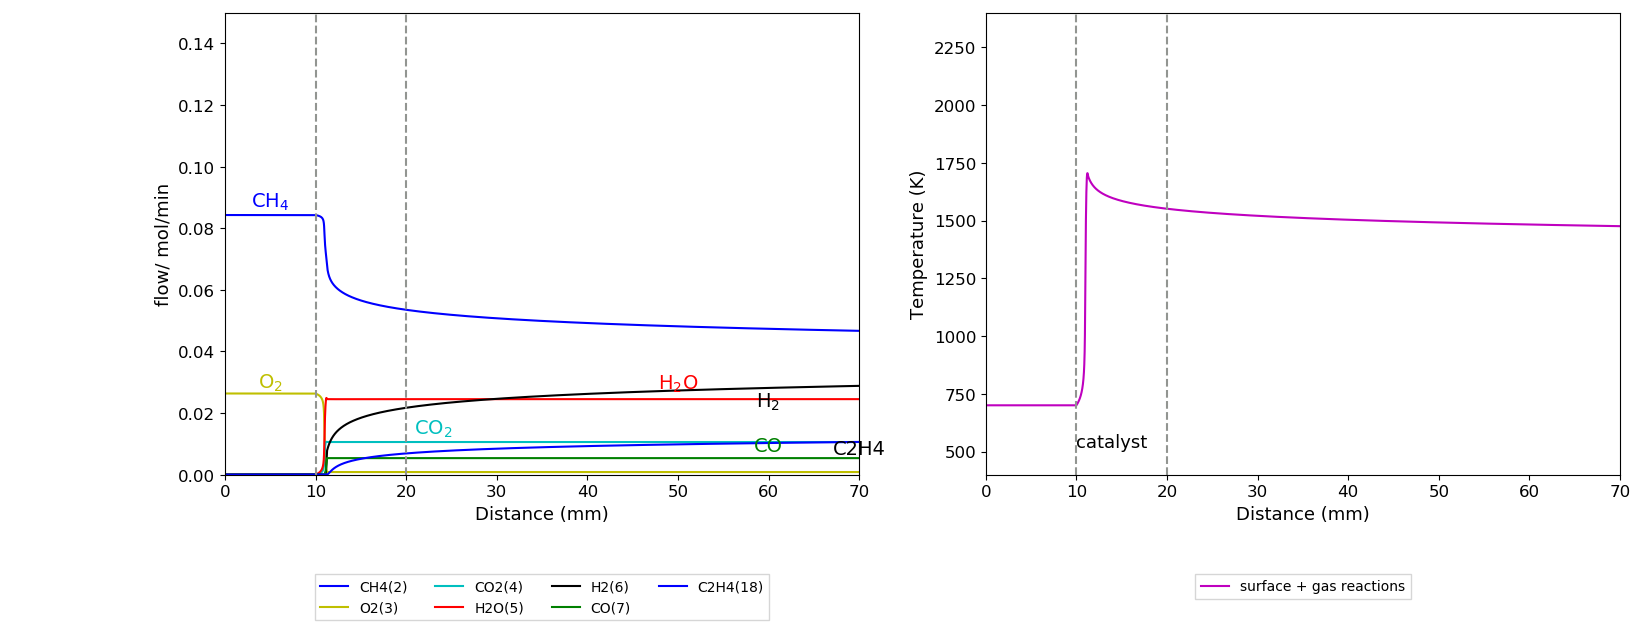 0.14
0.12
0.10
0.08
0.06
0.04
0.02
0.00
flow/ mol/min
CH₄
O₂
H₂O
H₂
CO₂
CO
C2H4
0 10 20 30 40 50 60 70
Distance (mm)
CH4(2) CO2(4) H2(6) C2H4(18)
O2(3) H2O(5) CO(7)
2250
2000
1750
1500
1250
1000
750
500
Temperature (K)
catalyst
0 10 20 30 40 50 60 70
Distance (mm)
surface + gas reactions